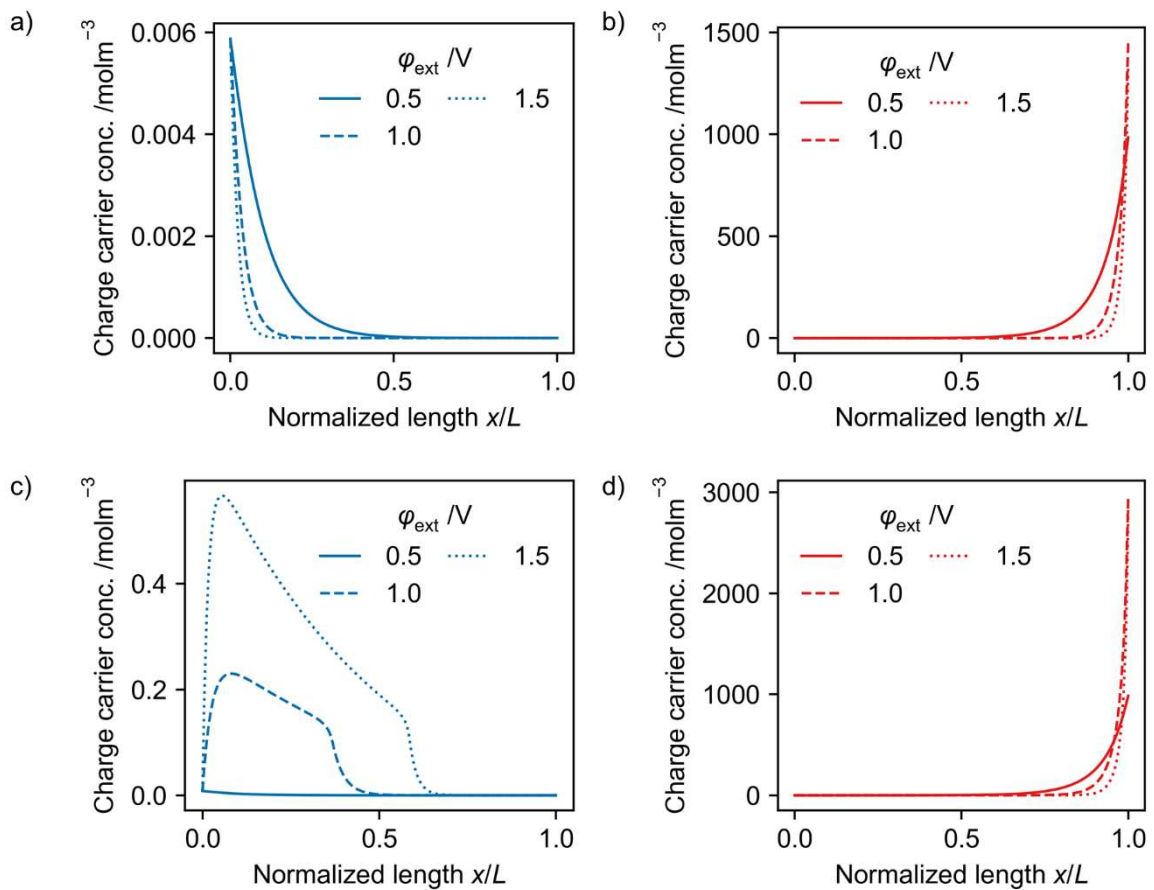 a)
Charge carrier conc. /molm⁻³
0.006
0.004
0.002
0.000
φext /V
0.5
1.5
1.0
0.0
0.5
1.0
Normalized length x/L
b)
Charge carrier conc. /molm⁻³
1500
1000
500
0
φext /V
0.5
1.5
1.0
0.0
0.5
1.0
Normalized length x/L
c)
Charge carrier conc. /molm⁻³
0.4
0.2
0.0
φext /V
0.5
1.5
1.0
0.0
0.5
1.0
Normalized length x/L
d)
Charge carrier conc. /molm⁻³
3000
2000
1000
0
φext /V
0.5
1.5
1.0
0.0
0.5
1.0
Normalized length x/L